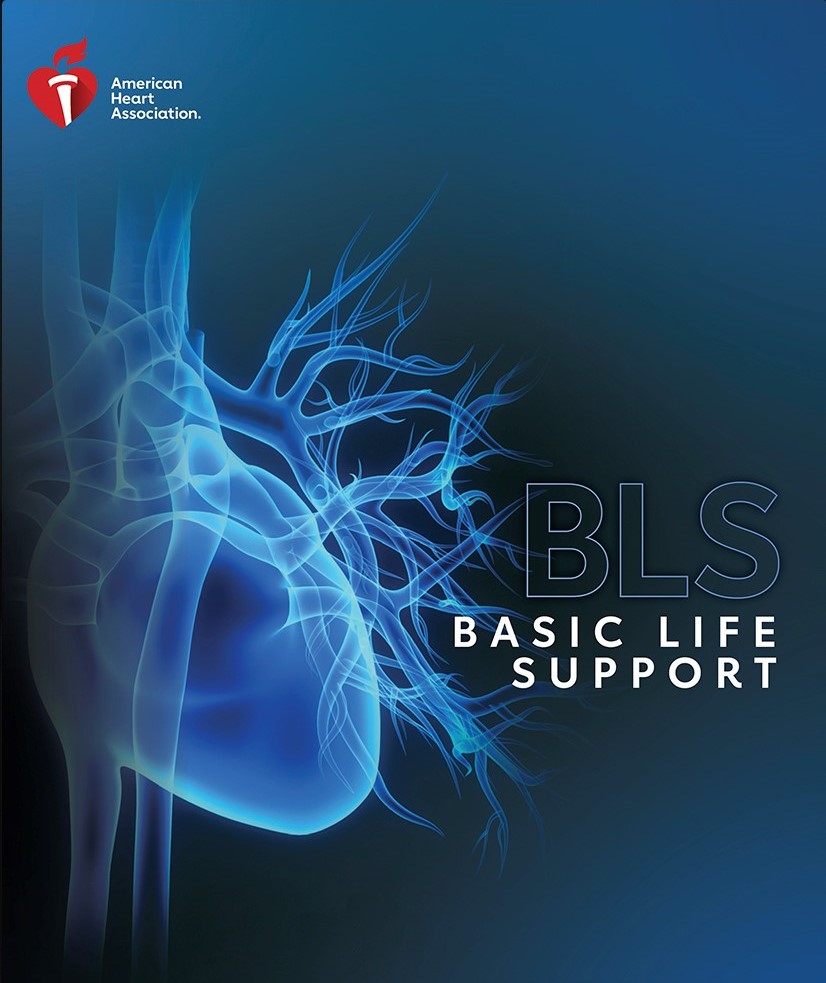 American
Heart
Association.
BLS
BASIC LIFE
SUPPORT